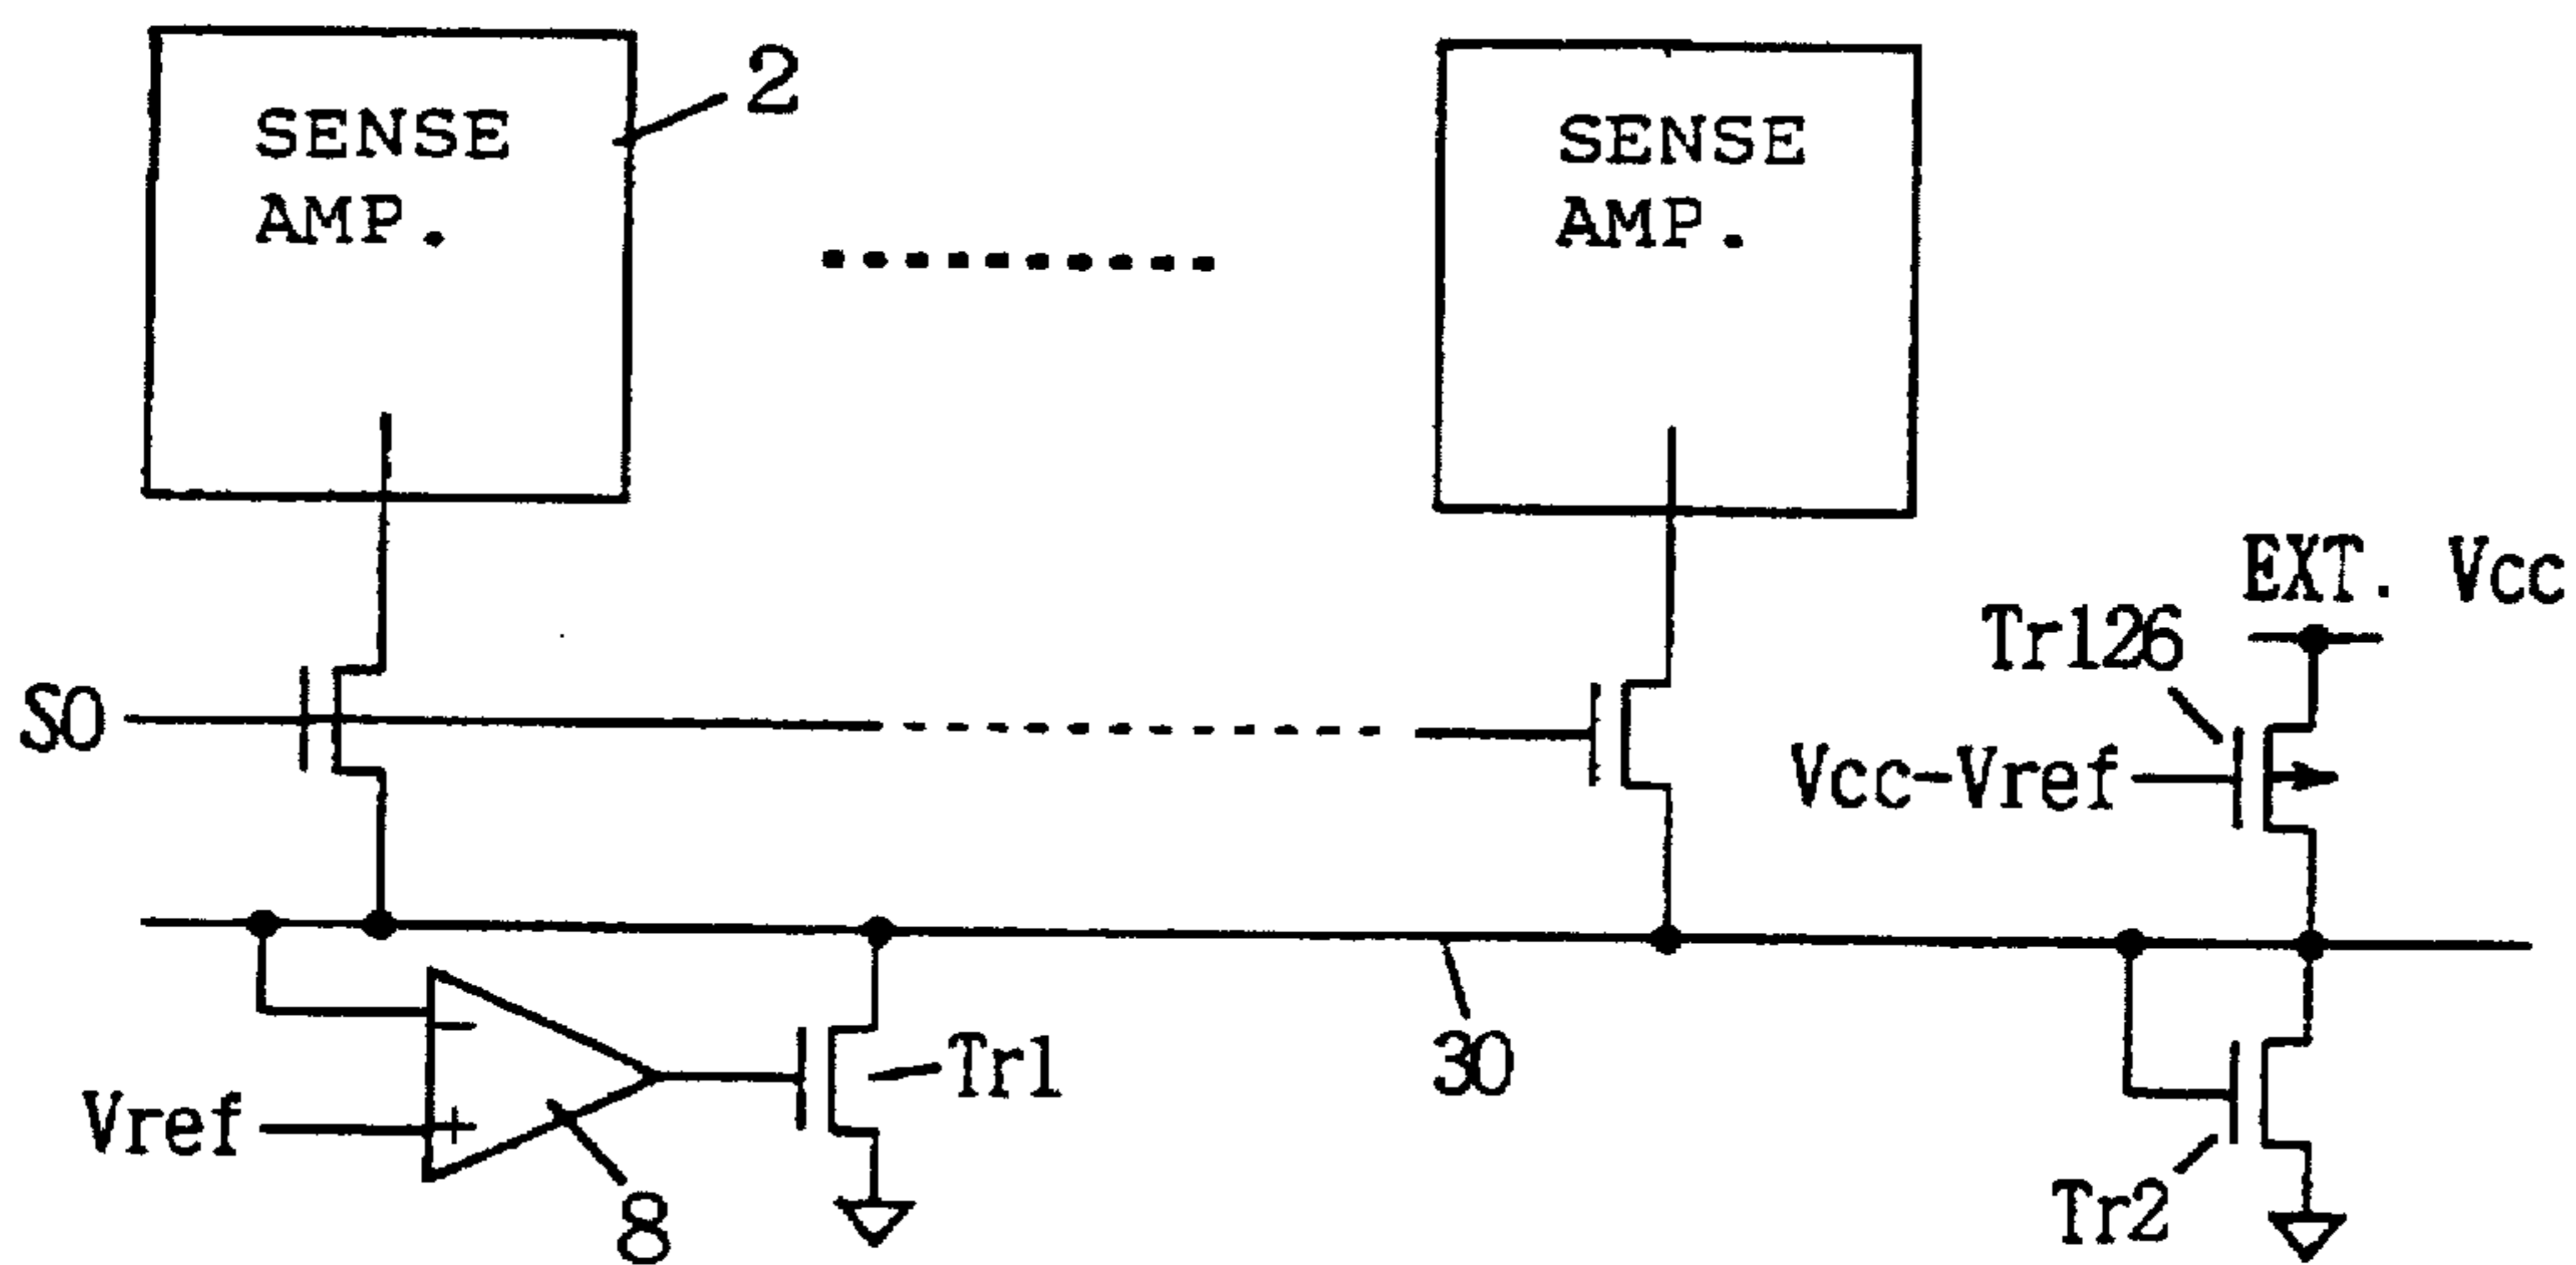 SENSE
AMP.
2
SENSE
AMP.
EXT. Vcc
Tr126
S0
Vcc-Vref
-
Tr1
30
Vref
+
8
Tr2